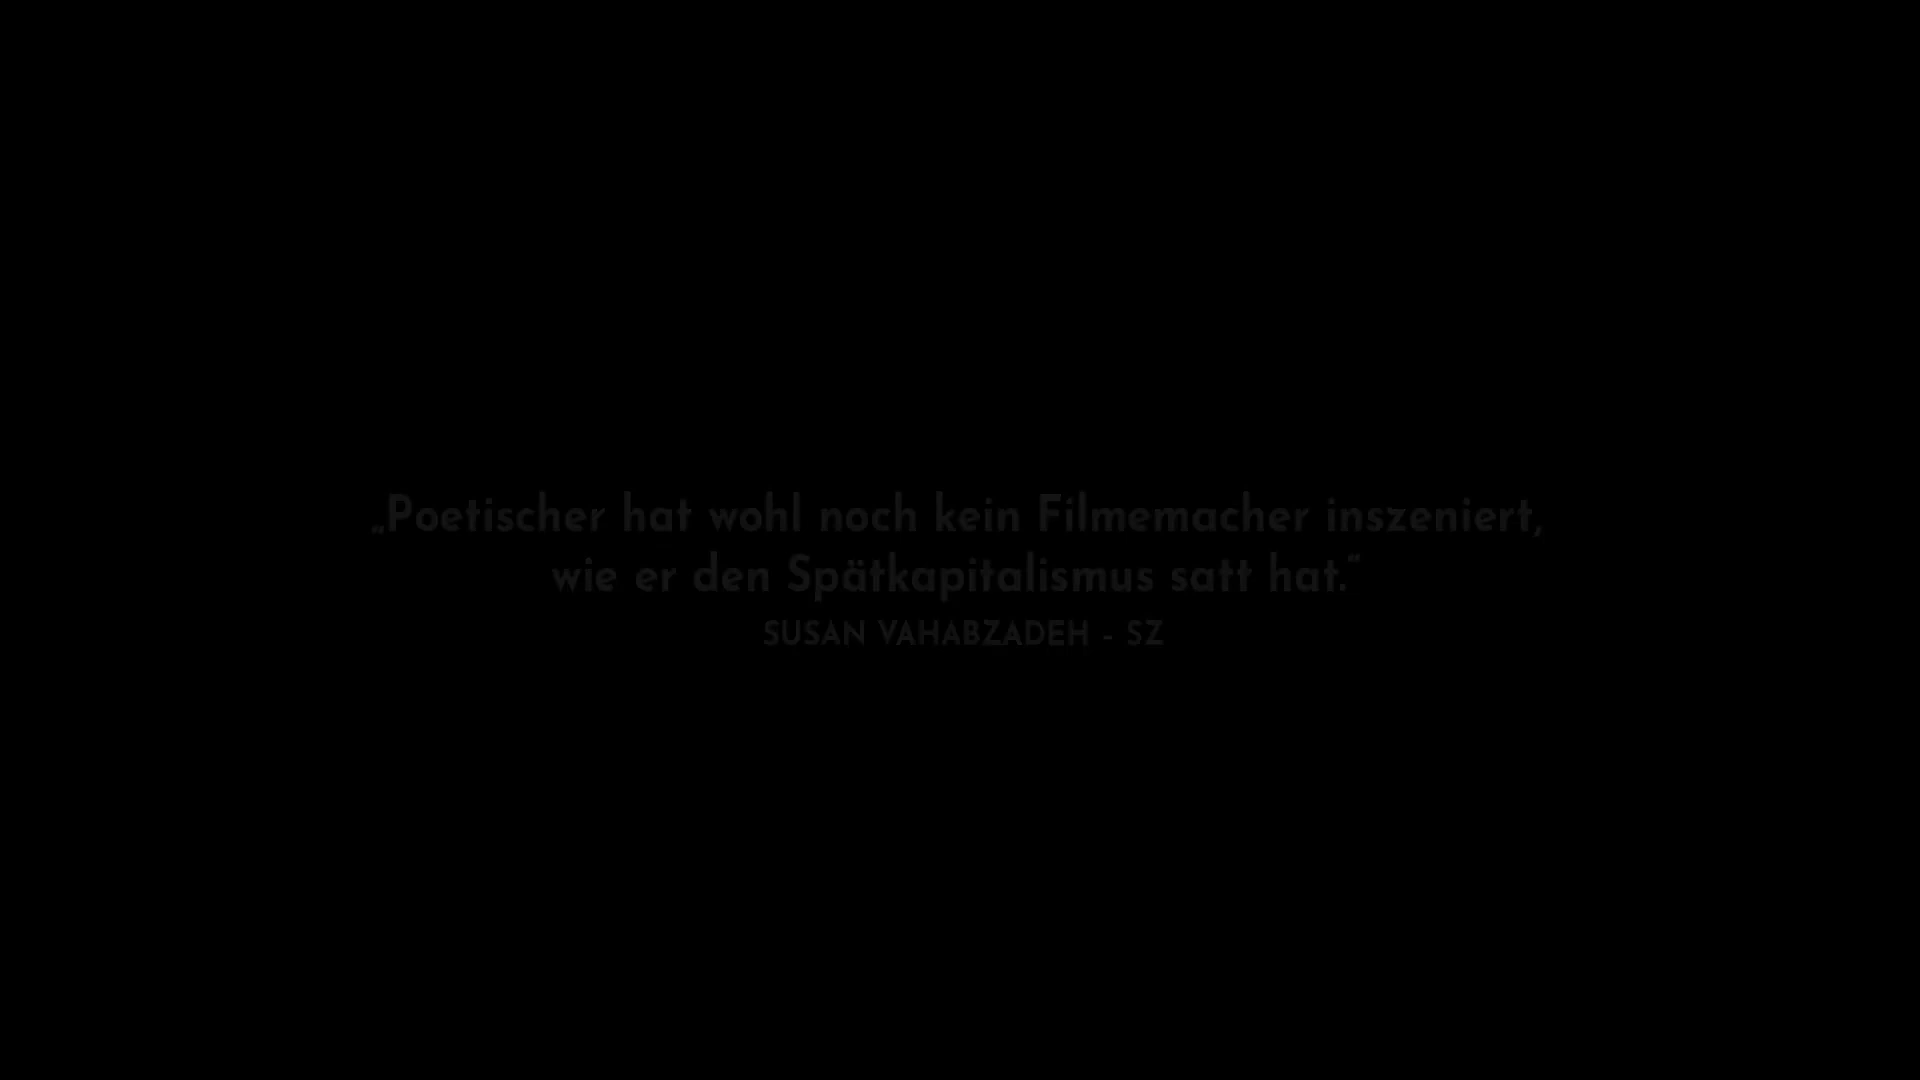 „Poetischer hat wohl noch kein Filmemacher inszeniert,
wie er den Spätkapitalismus satt hat.“
SUSAN VAHABZADEH - SZ